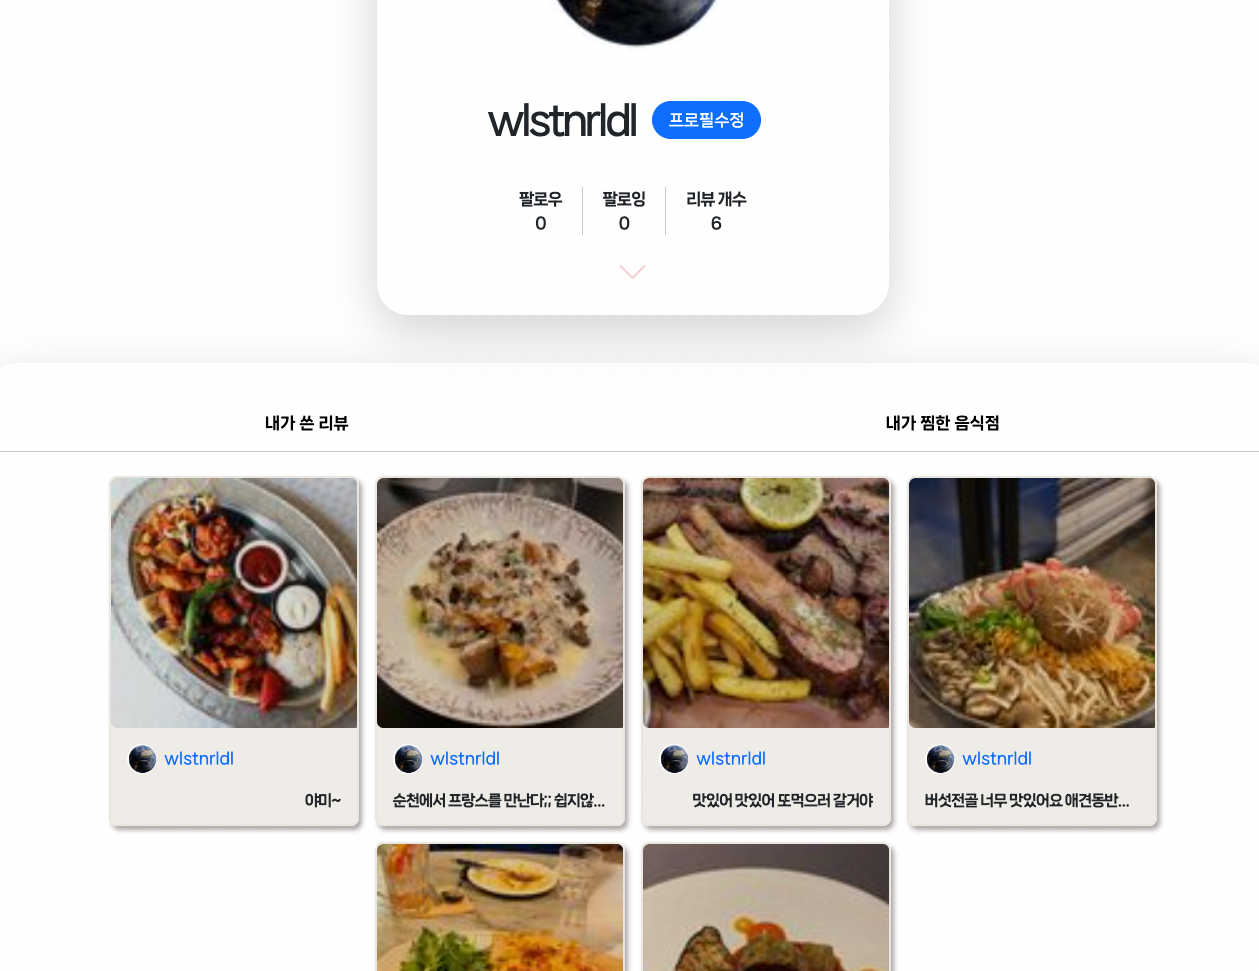 wlstnrldl 프로필수정
팔로우 팔로잉 리뷰 개수
0 0 6
내가 쓴 리뷰 내가 찜한 음식점
wlstnrldl wlstnrldl wlstnrldl wlstnrldl
야미~ 순천에서 프랑스를 만난다;; 쉽지않... 맛있어 맛있어 또먹으러 갈거야 버섯전골 너무 맛있어요 애견동반...